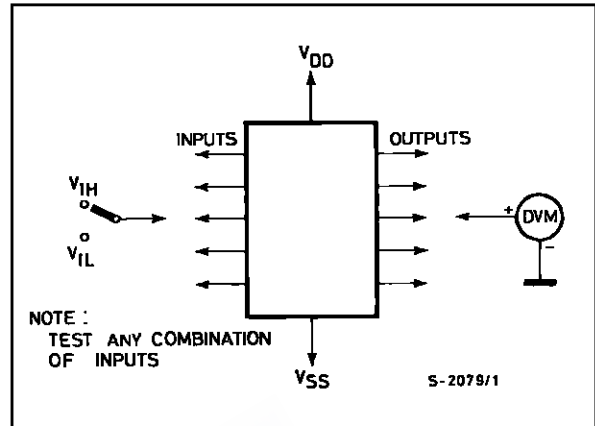 VDD
INPUTS
OUTPUTS
VIH
VIL
+
DVM
-
NOTE :
TEST ANY COMBINATION
OF INPUTS
VSS
S-2079/1